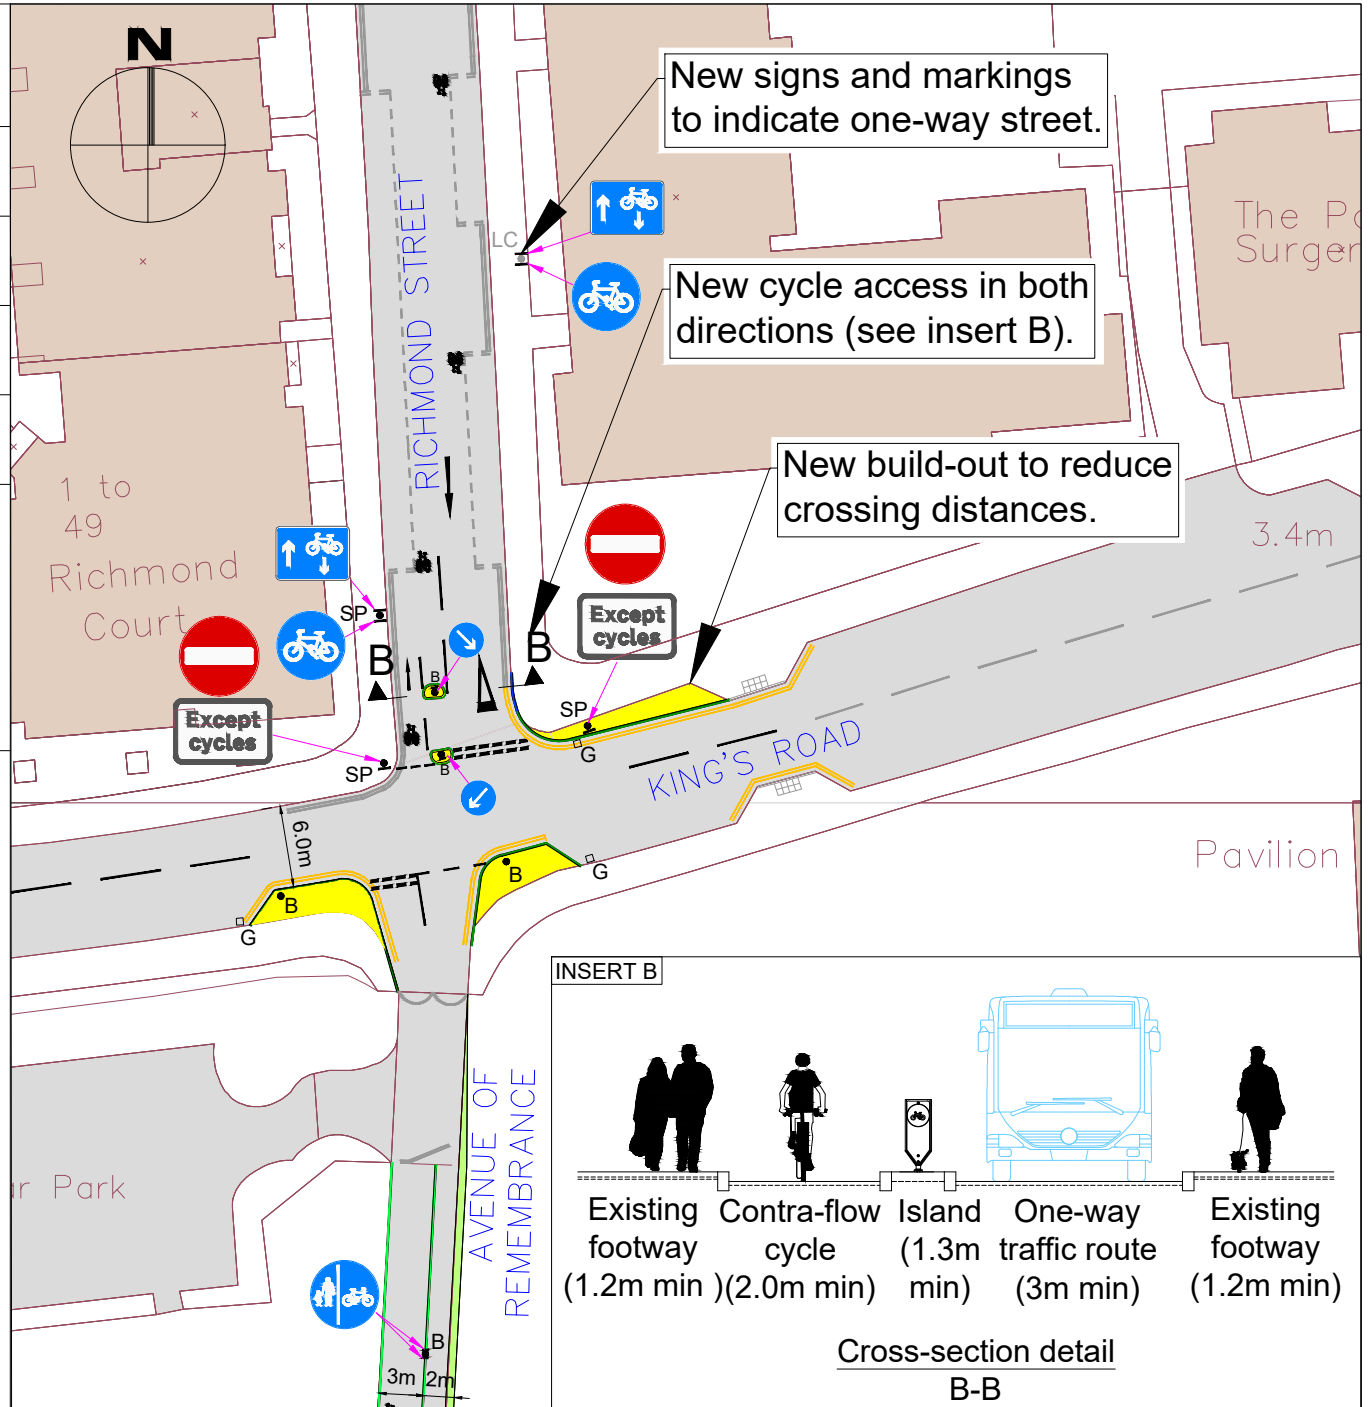 N
New signs and markings
to indicate one-way street.
The Po
Surger
LC
RICHMOND STREET
New cycle access in both
directions (see insert B).
New build-out to reduce
crossing distances.
1 to
49
Richmond
Court
3.4m
SP
Except
cycles
B
B
B
SP
Except
cycles
SP
B
G
KING'S ROAD
6.0m
B
G
B
G
Pavilion
INSERT B
AVENUE OF
REMEMBRANCE
ar Park
B
3m
2m
Existing
footway
(1.2m min )
Contra-flow
cycle
(2.0m min)
Island
(1.3m
min)
One-way
traffic route
(3m min)
Existing
footway
(1.2m min)
Cross-section detail
B-B